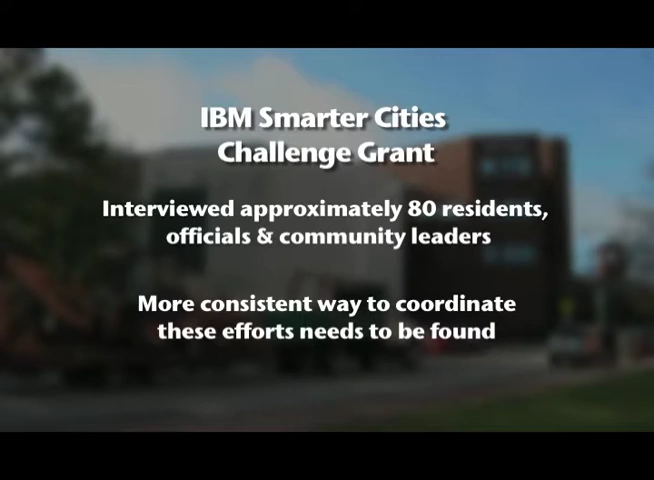 IBM Smarter Cities
Challenge Grant
Interviewed approximately 80 residents,
officials & community leaders
More consistent way to coordinate
these efforts needs to be found